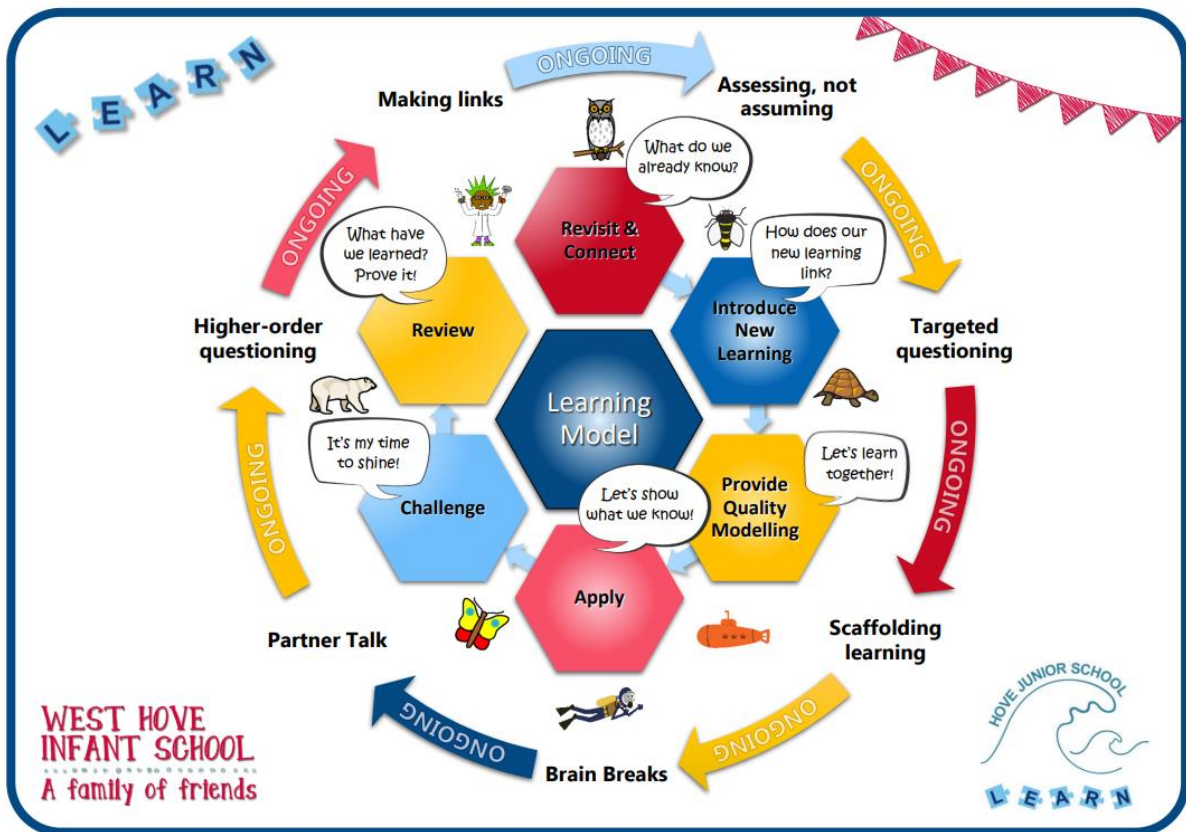 LEARN
ONGOING
Making links
Assessing, not
assuming
What do we
already know?
ONGOING
ONGOING
Revisit &
Connect
What have
we learned?
Prove it!
How does our
new learning
link?
Review
Introduce
New
Learning
Higher-order
questioning
Targeted
questioning
Learning
Model
It's my time
to shine!
Let's learn
together!
ONGOING
ONGOING
Challenge
Let's show
what we know!
Provide
Quality
Modelling
Apply
Partner Talk
Scaffolding
learning
ONGOING
ONGOING
Brain Breaks
WEST HOVE
INFANT SCHOOL
A family of friends
HOVE JUNIOR SCHOOL
LEARN